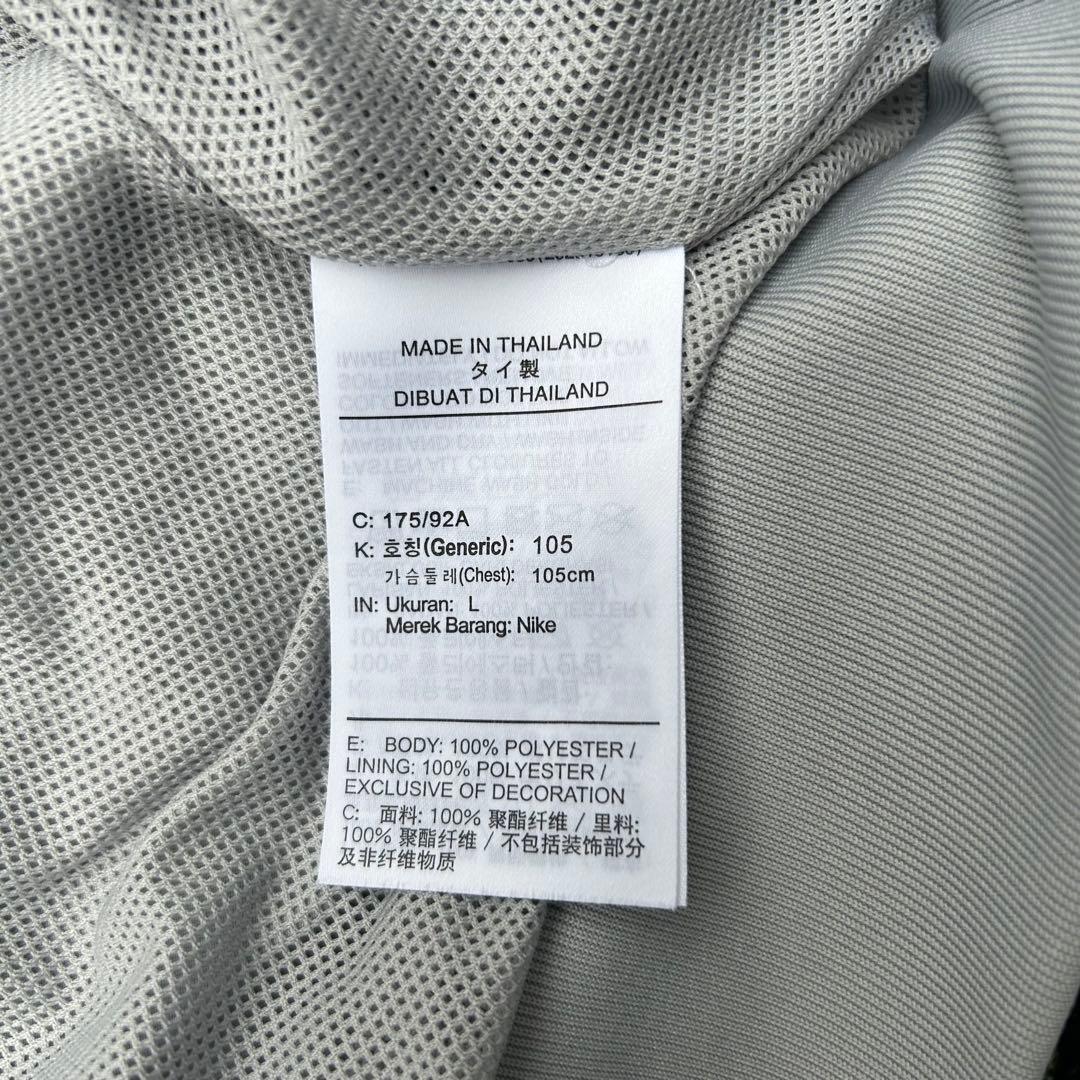 MADE IN THAILAND
タイ製
DIBUAT DI THAILAND
C: 175/92A
K: 호칭(Generic): 105
가슴둘레(Chest): 105cm
IN: Ukuran: L
Merek Barang: Nike
E: BODY: 100% POLYESTER /
LINING: 100% POLYESTER /
EXCLUSIVE OF DECORATION
C: 面料: 100% 聚酯纤维 / 里料:
100% 聚酯纤维 / 不包括装饰部分
及非纤维物质